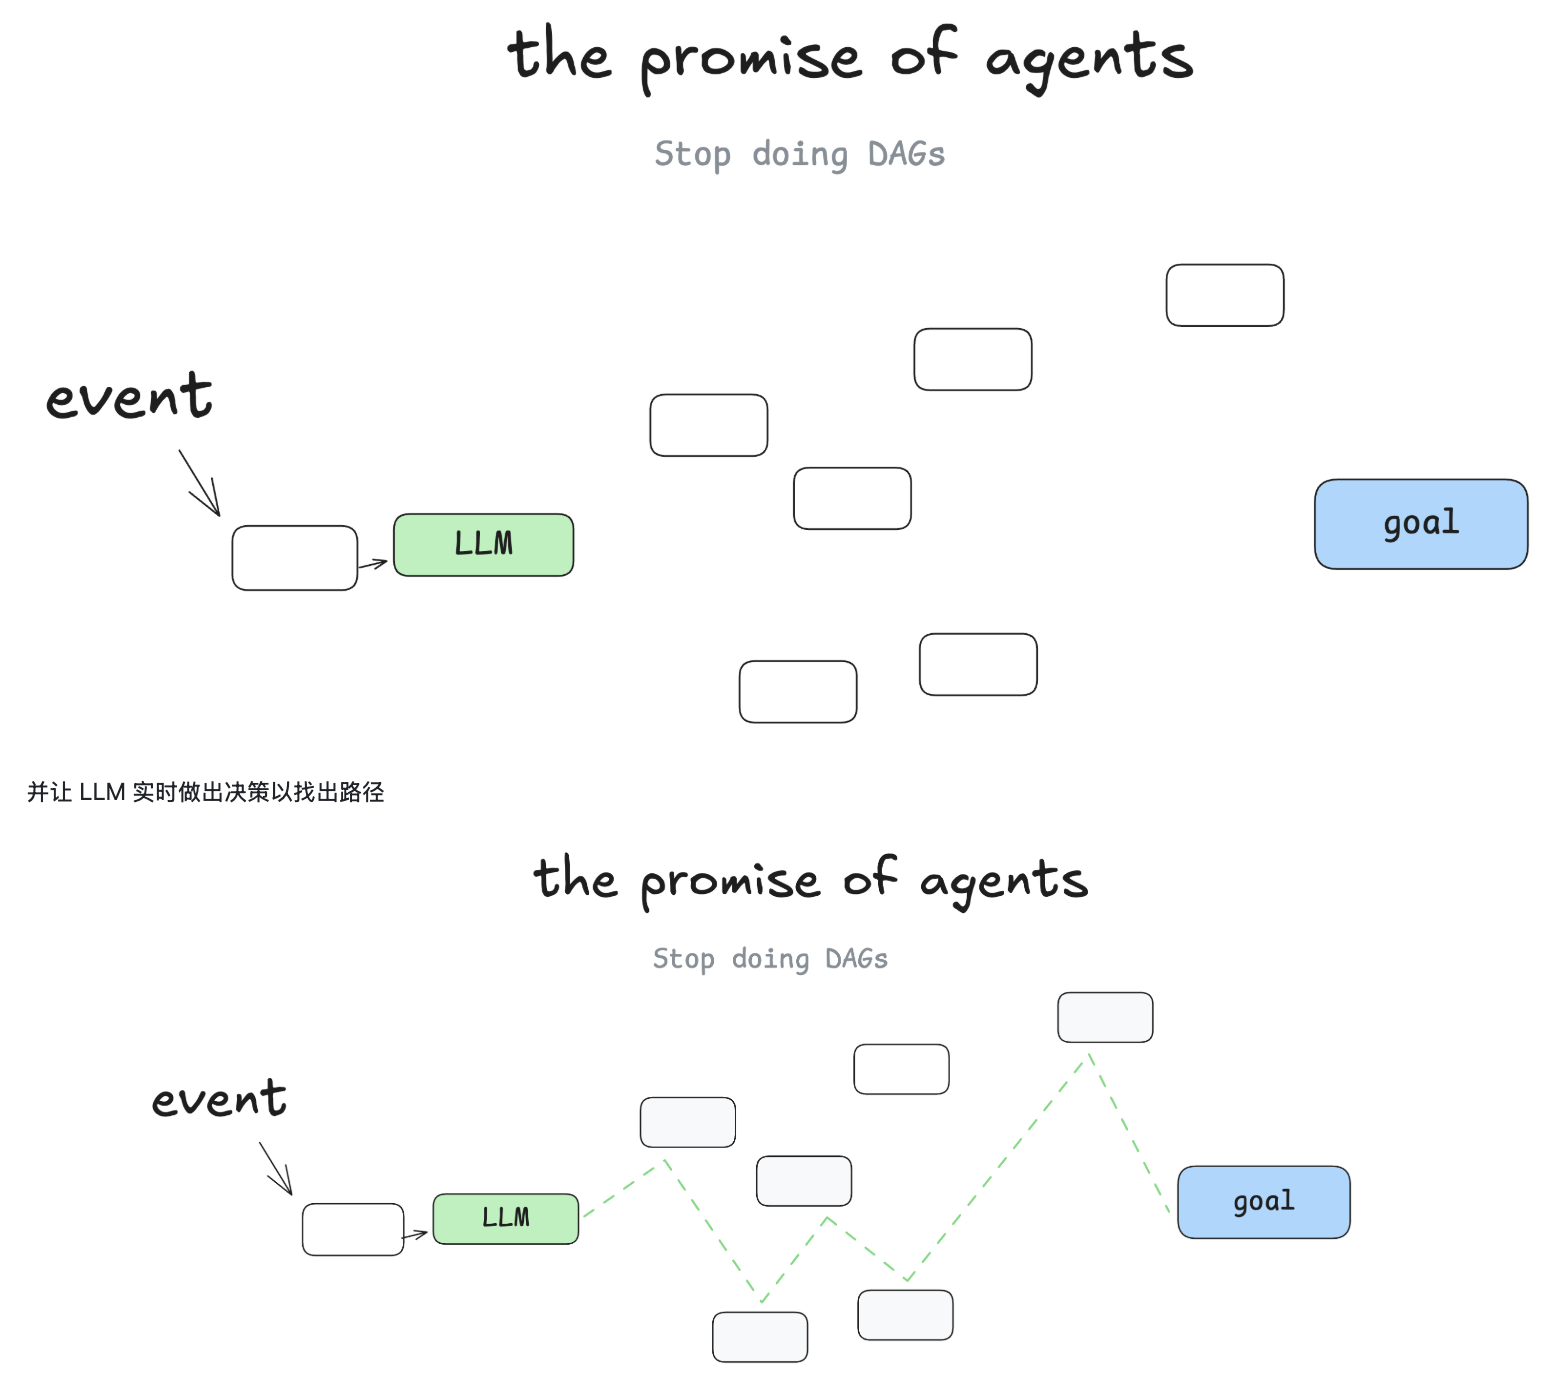 the promise of agents
Stop doing DAGs
event
LLM
goal
并让 LLM 实时做出决策以找出路径
the promise of agents
Stop doing DAGs
event
LLM
goal